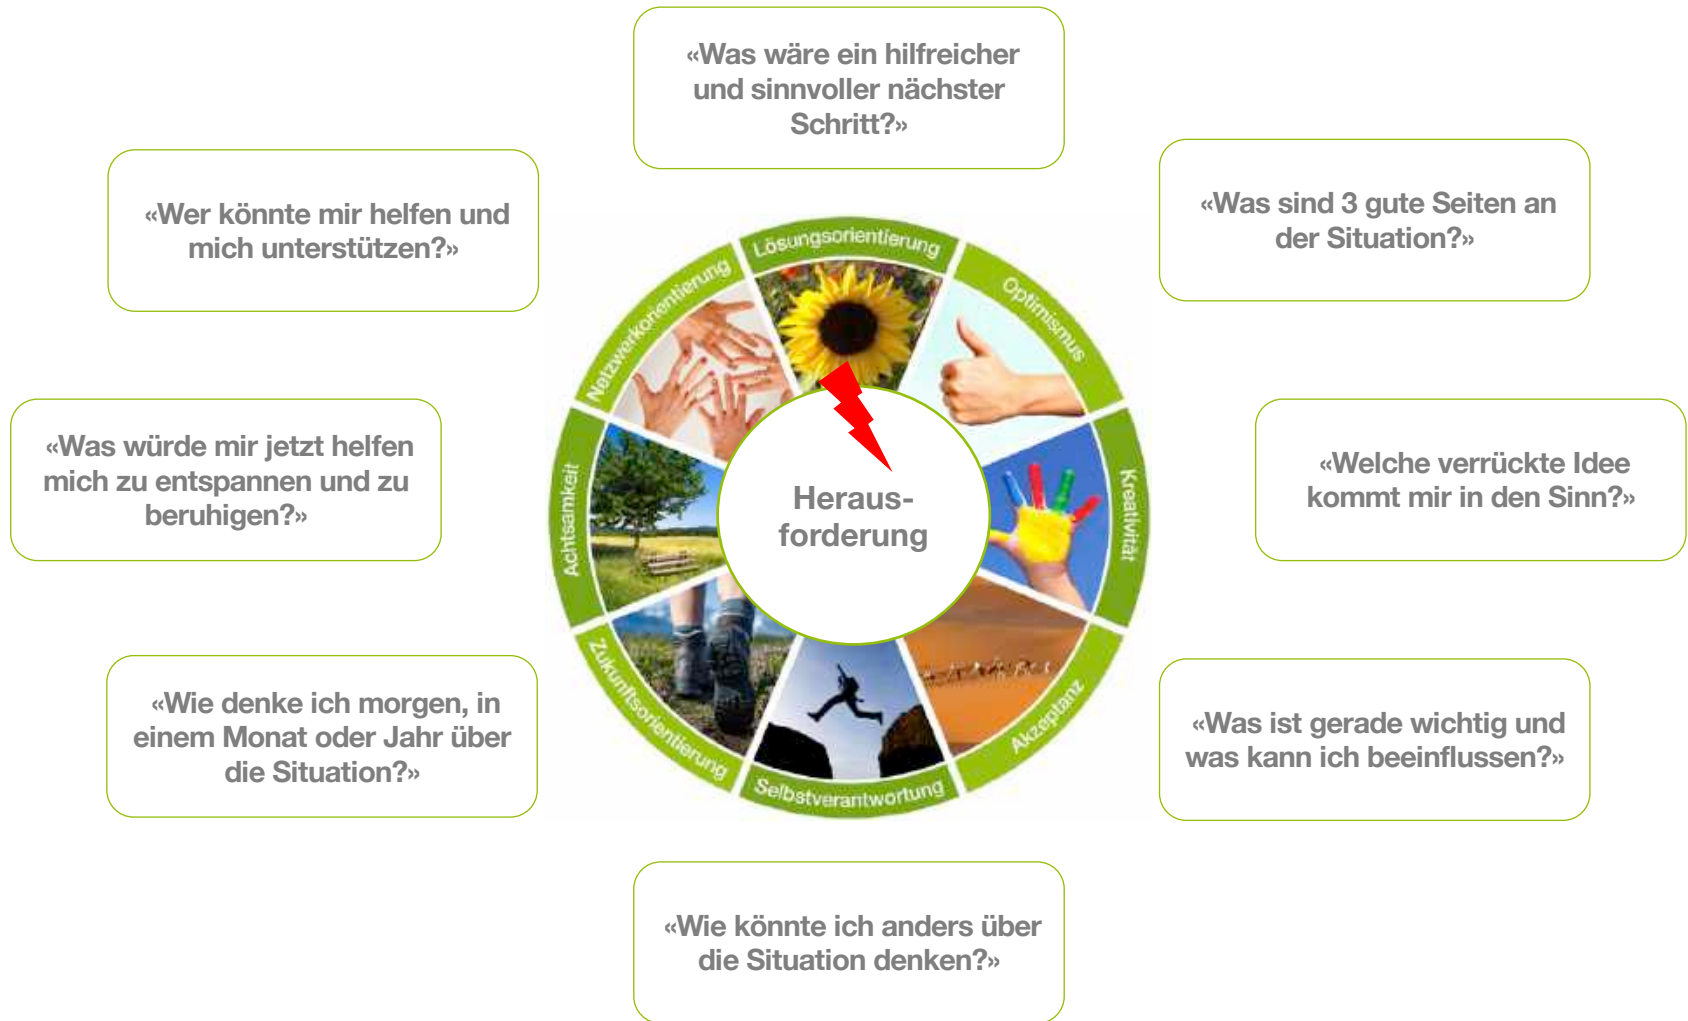 «Was wäre ein hilfreicher
und sinnvoller nächster
Schritt?»
«Was sind 3 gute Seiten an
der Situation?»
«Welche verrückte Idee
kommt mir in den Sinn?»
«Was ist gerade wichtig und
was kann ich beeinflussen?»
«Wie könnte ich anders über
die Situation denken?»
«Wie denke ich morgen, in
einem Monat oder Jahr über
die Situation?»
«Was würde mir jetzt helfen
mich zu entspannen und zu
beruhigen?»
«Wer könnte mir helfen und
mich unterstützen?»
Lösungsorientierung
Optimismus
Kreativität
Akzeptanz
Selbstverantwortung
Zukunftsorientierung
Achtsamkeit
Netzwerkorientierung
Heraus-
forderung